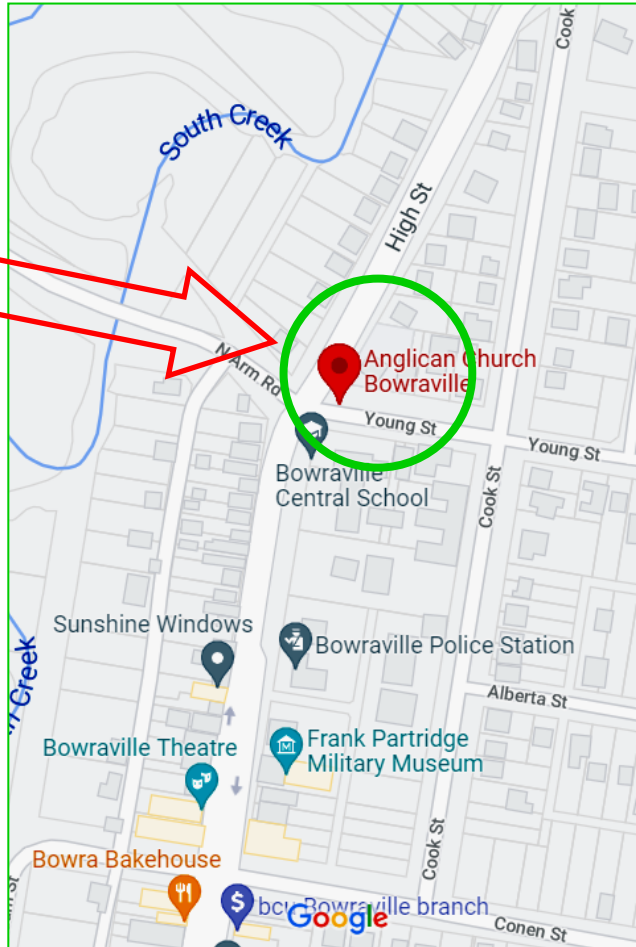 Cook
South Creek
High St
Anglican Church
Bowraville
N Arm Rd
Young St
Young St
Bowraville
Central School
Cook St
Sunshine Windows
Bowraville Police Station
Creek
Alberta St
Frank Partridge
Military Museum
Bowraville Theatre
Cook St
Bowra Bakehouse
St
$ bcu Bowraville branch
Google
Conen St